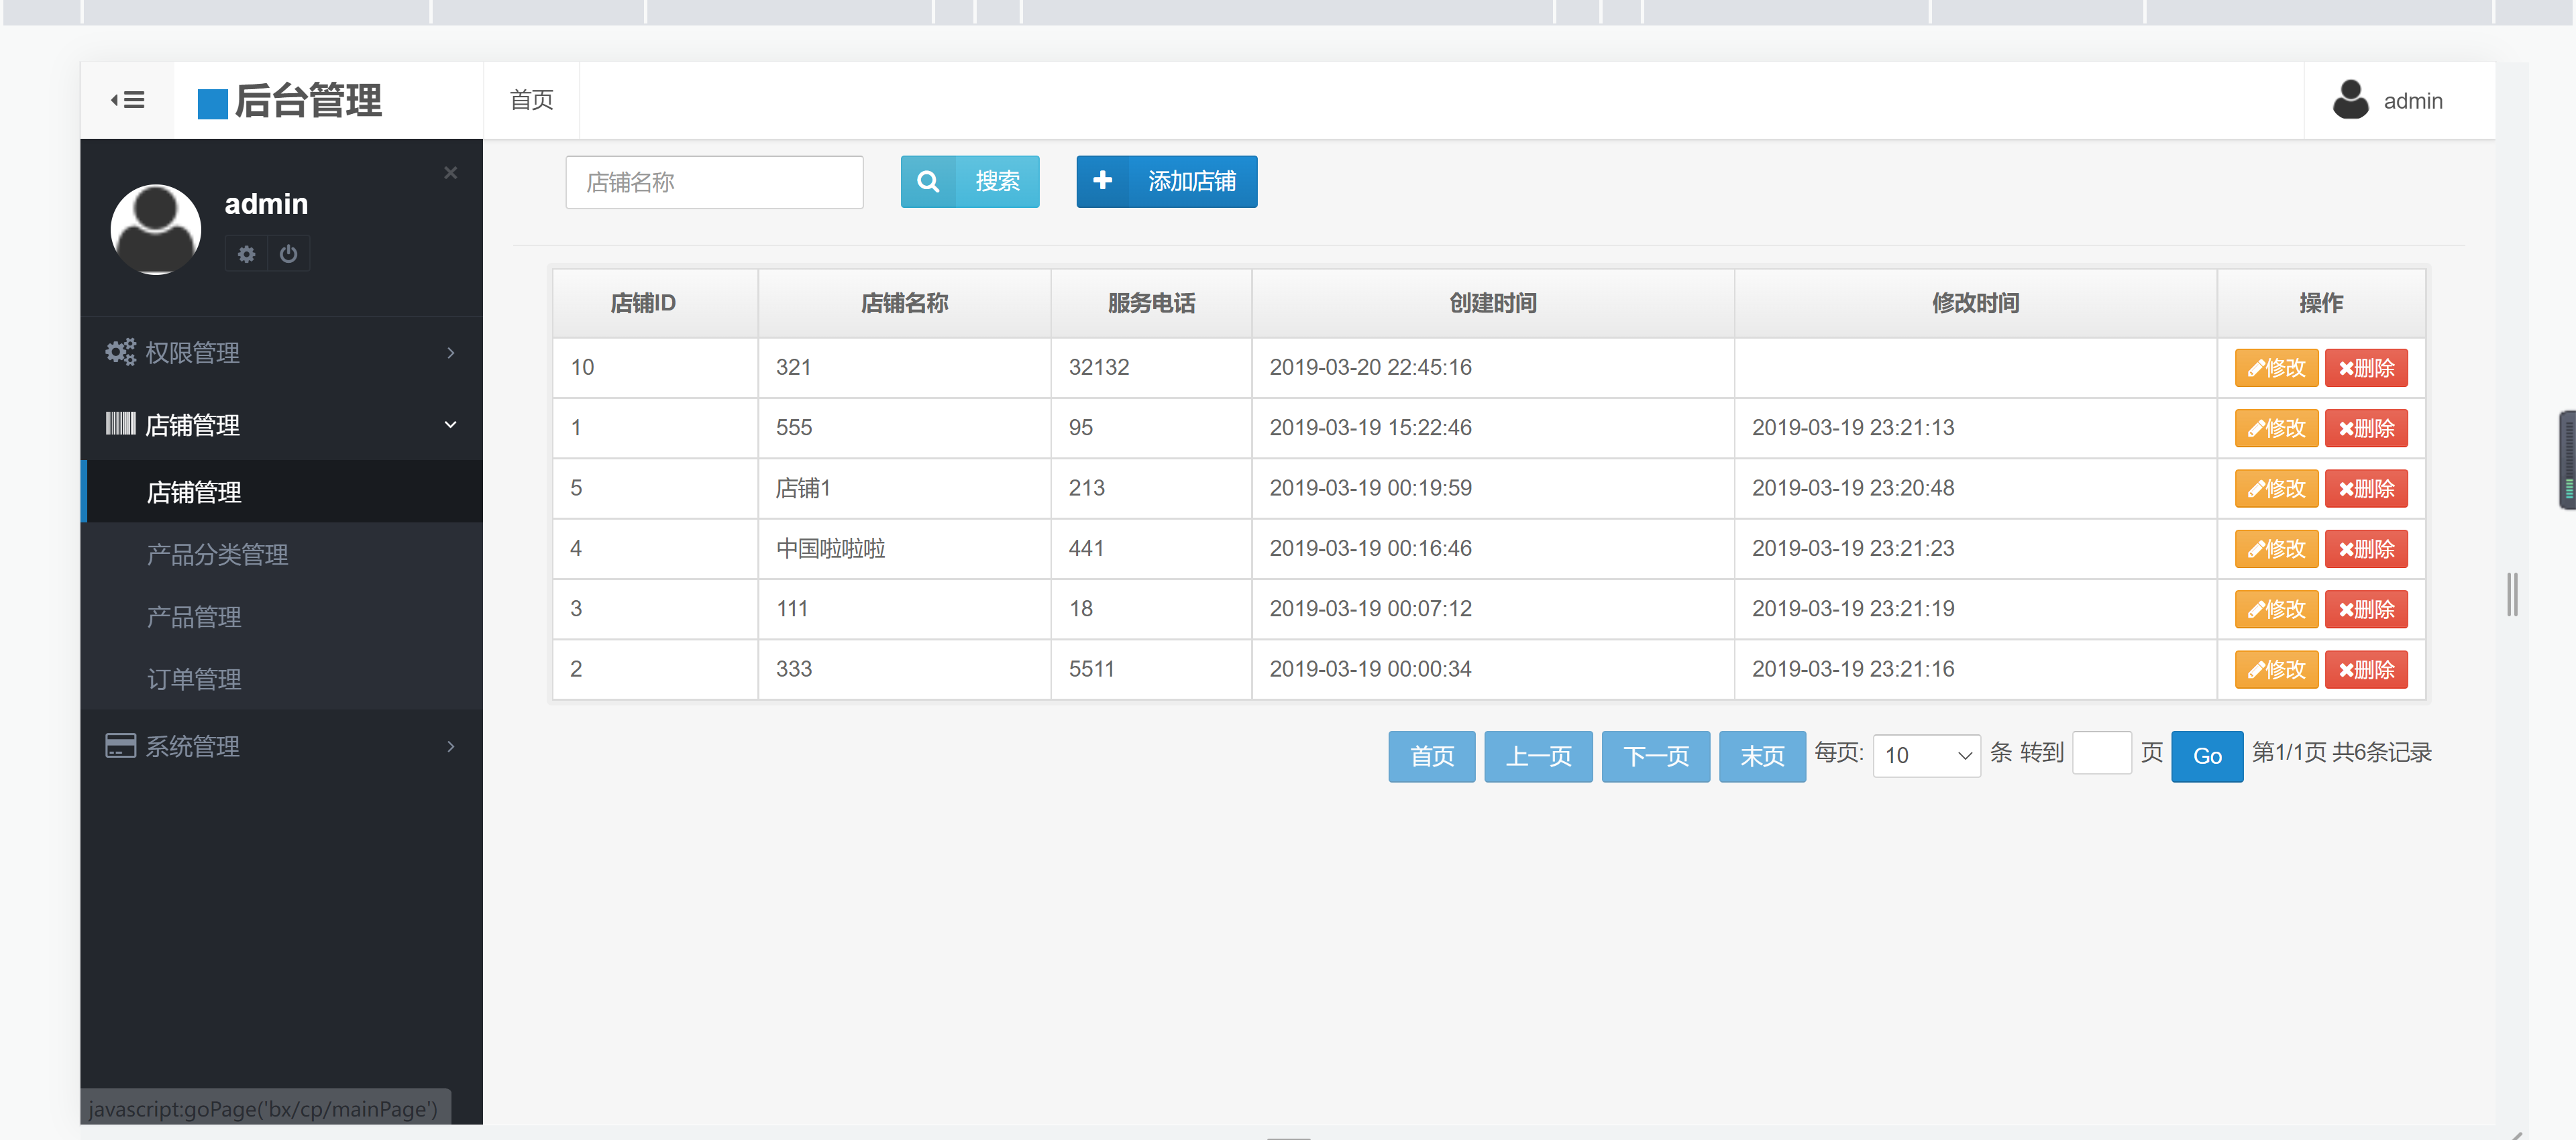 后台管理
首页
admin
admin
权限管理
店铺管理
店铺管理
产品分类管理
产品管理
订单管理
系统管理
javascript:goPage('bx/cp/mainPage')
店铺名称 搜索 添加店铺
店铺ID 店铺名称 服务电话 创建时间 修改时间 操作
10 321 32132 2019-03-20 22:45:16 修改 删除
1 555 95 2019-03-19 15:22:46 2019-03-19 23:21:13 修改 删除
5 店铺1 213 2019-03-19 00:19:59 2019-03-19 23:20:48 修改 删除
4 中国啦啦啦 441 2019-03-19 00:16:46 2019-03-19 23:21:23 修改 删除
3 111 18 2019-03-19 00:07:12 2019-03-19 23:21:19 修改 删除
2 333 5511 2019-03-19 00:00:34 2019-03-19 23:21:16 修改 删除
首页 上一页 下一页 末页 每页: 10 条 转到 页 Go 第1/1页 共6条记录